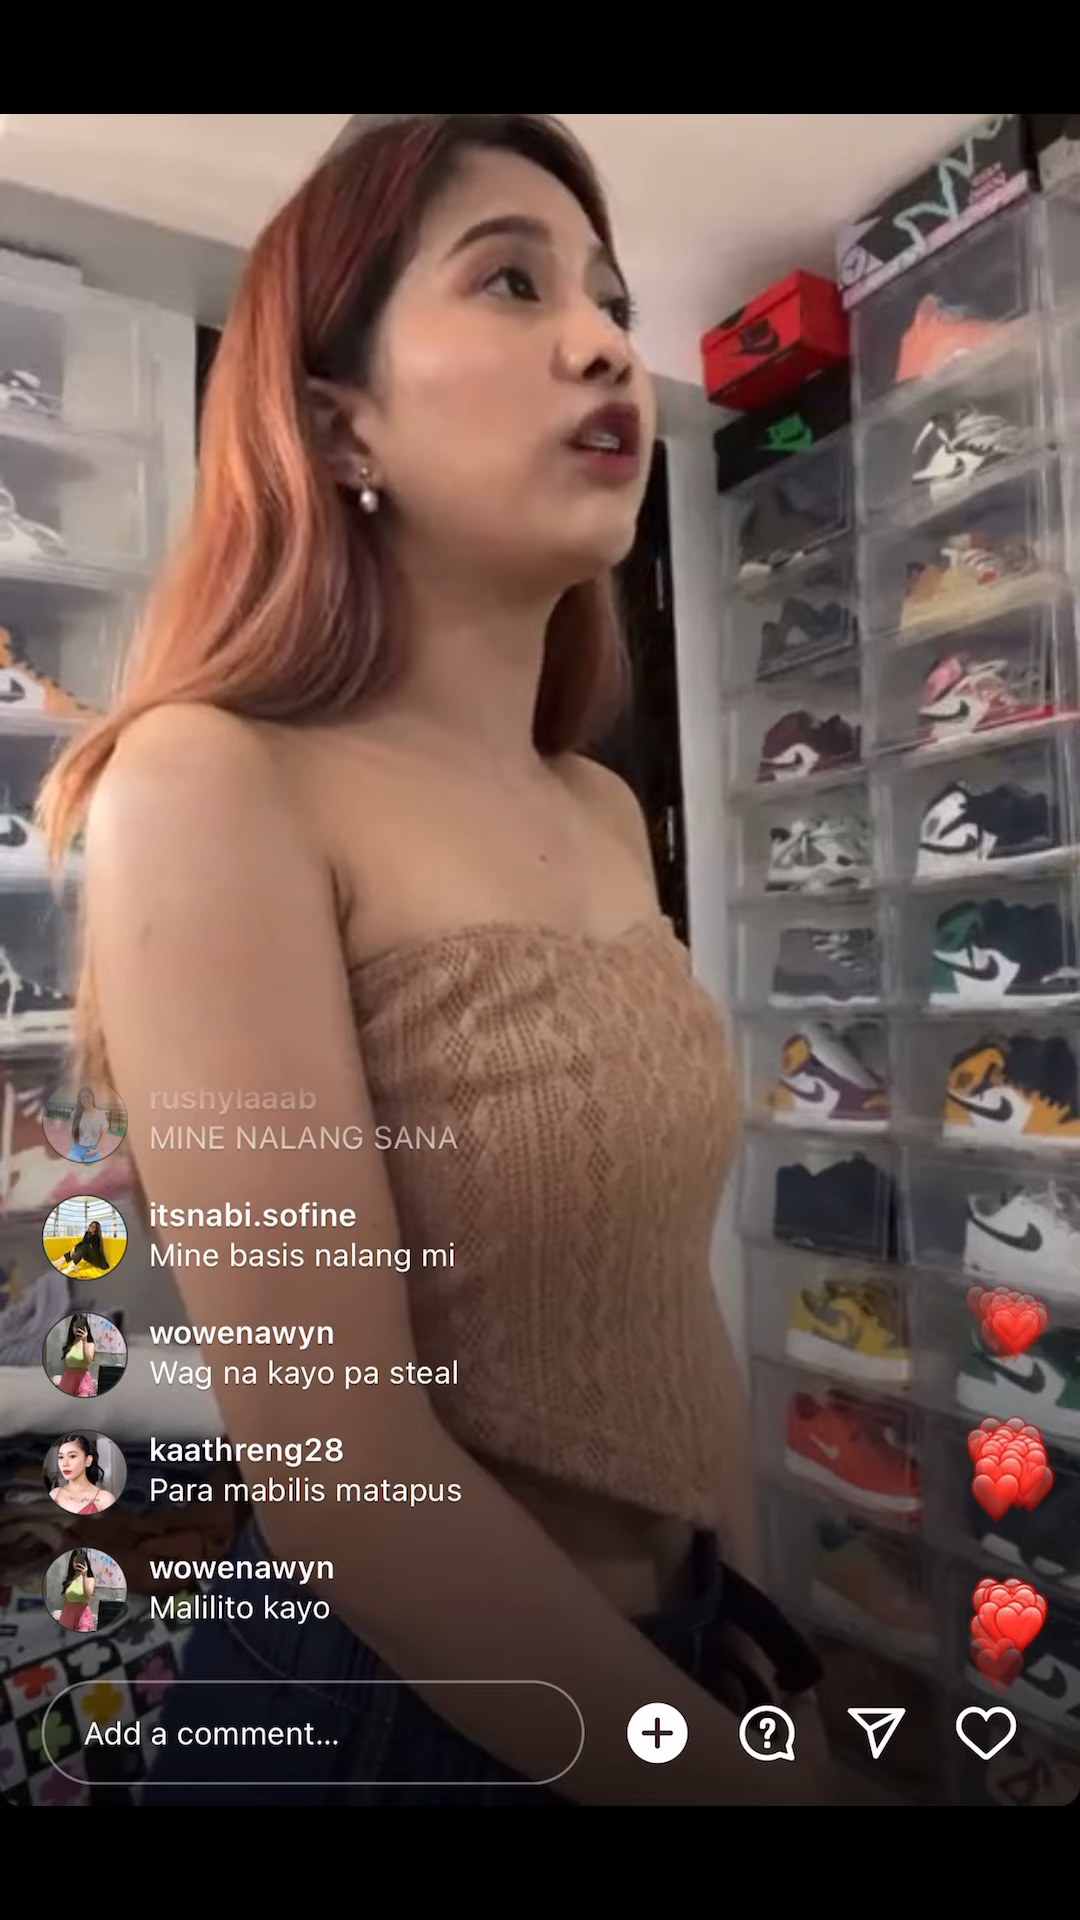 rushylaaab
MINE NALANG SANA
itsnabi.sofine
Mine basis nalang mi
wowenawyn
Wag na kayo pa steal
kaathreng28
Para mabilis matapus
wowenawyn
Malilito kayo
Add a comment...